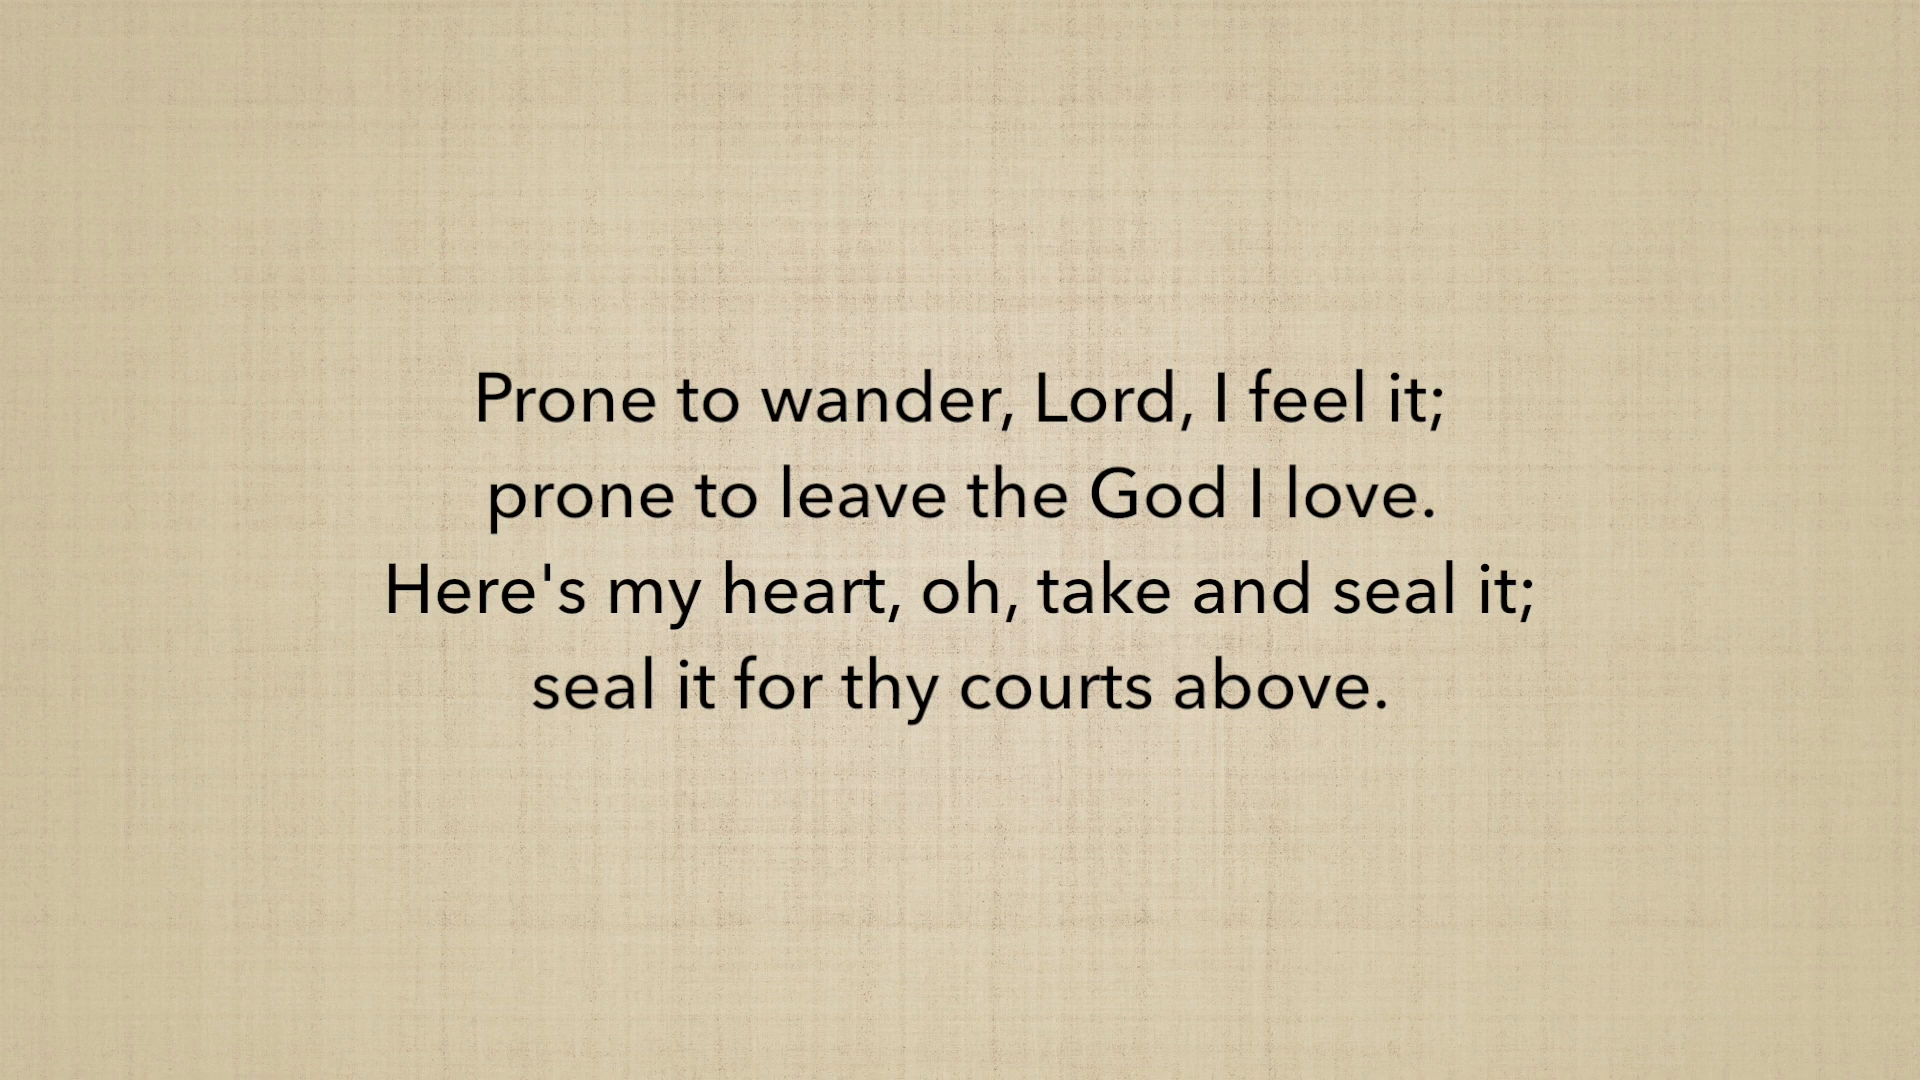 Prone to wander, Lord, I feel it;
prone to leave the God I love.
Here's my heart, oh, take and seal it;
seal it for thy courts above.